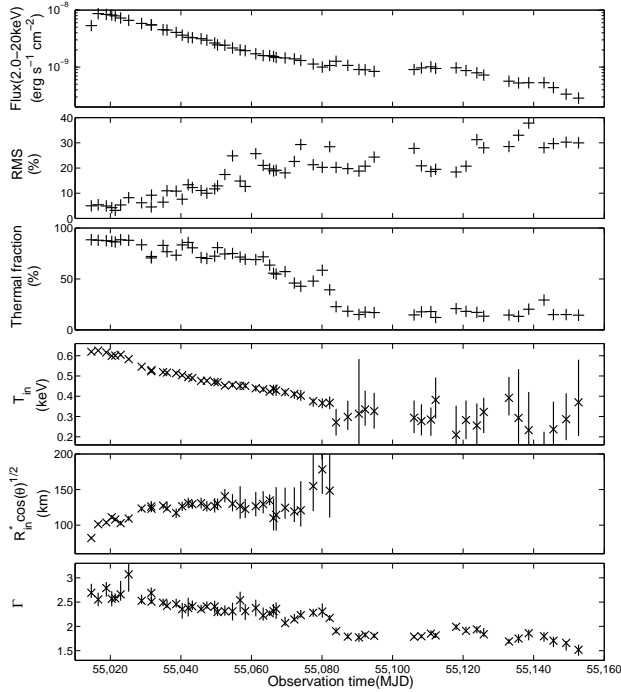 10⁻⁸
10⁻⁹
Flux(2.0−20keV)
(erg s⁻¹ cm⁻²)
40
30
20
10
0
RMS
(%)
100
50
0
Thermal fraction
(%)
0.6
0.5
0.4
0.3
0.2
T_in
(keV)
200
150
100
R*_in cos(θ)^1/2
(km)
3
2.5
2
1.5
Γ
55,020 55,040 55,060 55,080 55,100 55,120 55,140 55,160
Observation time(MJD)